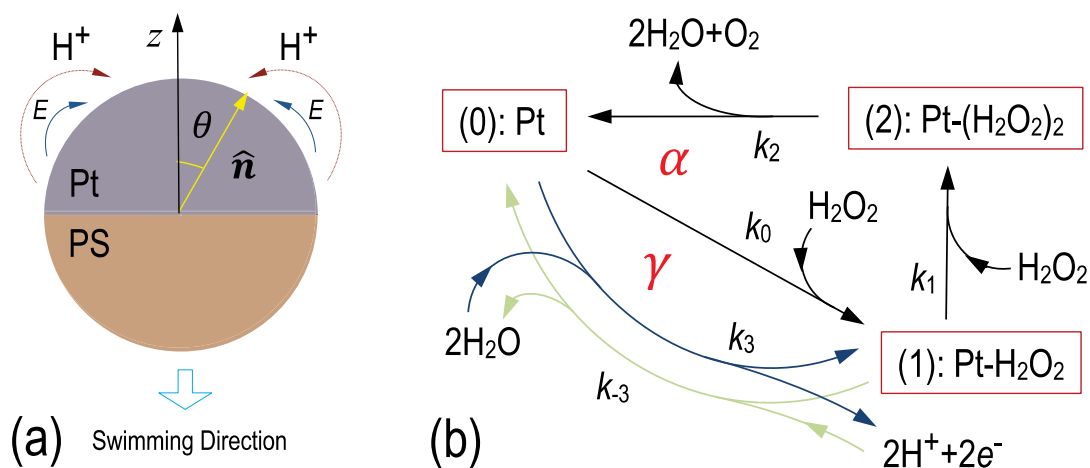 H⁺ z H⁺
E θ E
n̂
Pt
PS
(a) Swimming Direction
2H₂O+O₂
(0): Pt
(2): Pt-(H₂O₂)₂
k₂
α
H₂O₂
k₀
γ
k₁
H₂O₂
2H₂O
k₃
(1): Pt-H₂O₂
k₋₃
(b)
2H⁺+2e⁻